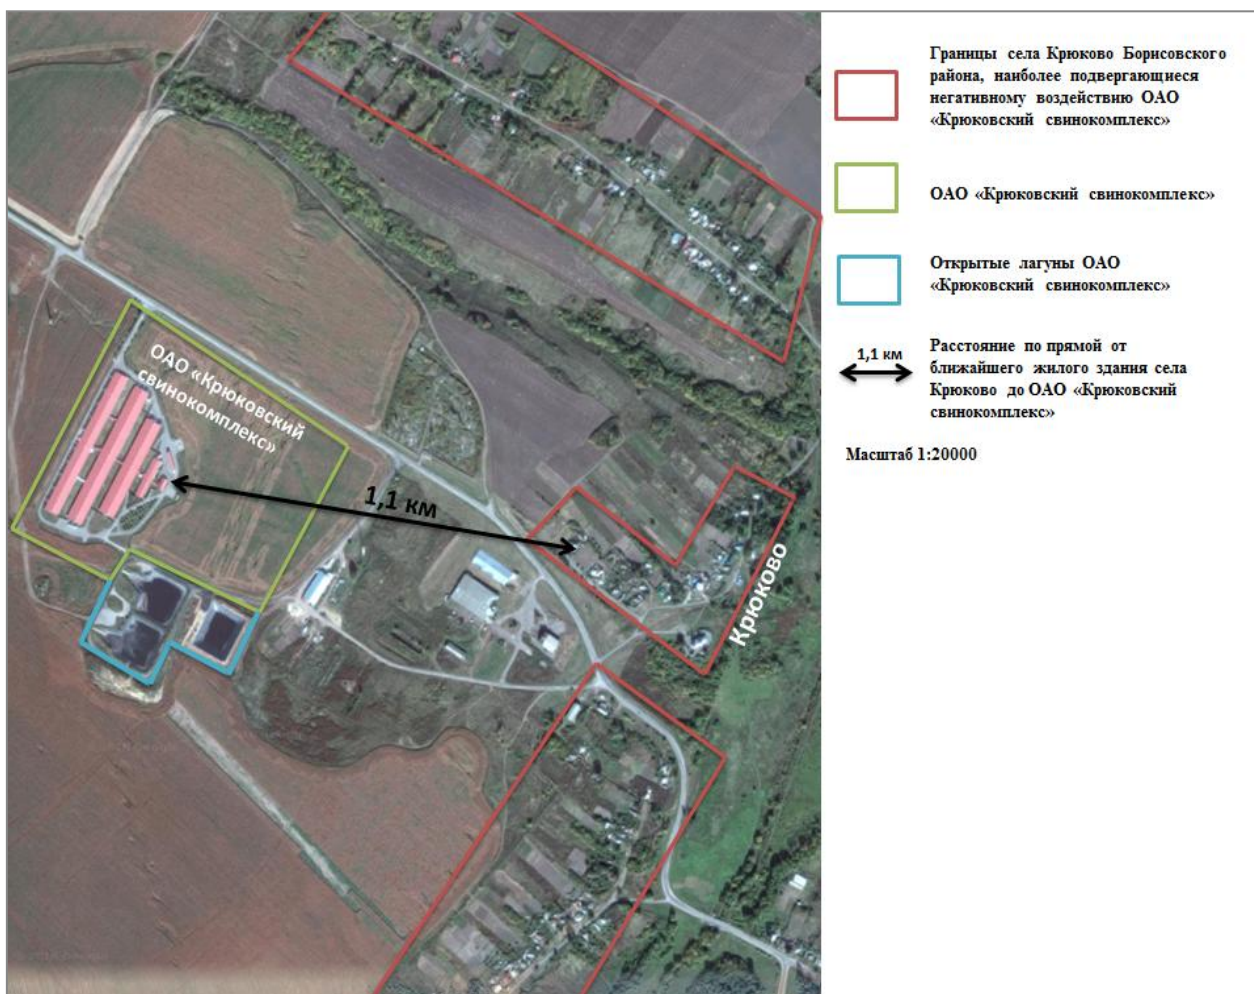 Границы села Крюково Борисовского
района, наиболее подвергающиеся
негативному воздействию ОАО
«Крюковский свинокомплекс»
ОАО «Крюковский свинокомплекс»
Открытые лагуны ОАО
«Крюковский свинокомплекс»
1,1 км
Расстояние по прямой от
ближайшего жилого здания села
Крюково до ОАО «Крюковский
свинокомплекс»
Масштаб 1:20000
ОАО «Крюковский
свинокомплекс»
1,1 км
Крюково